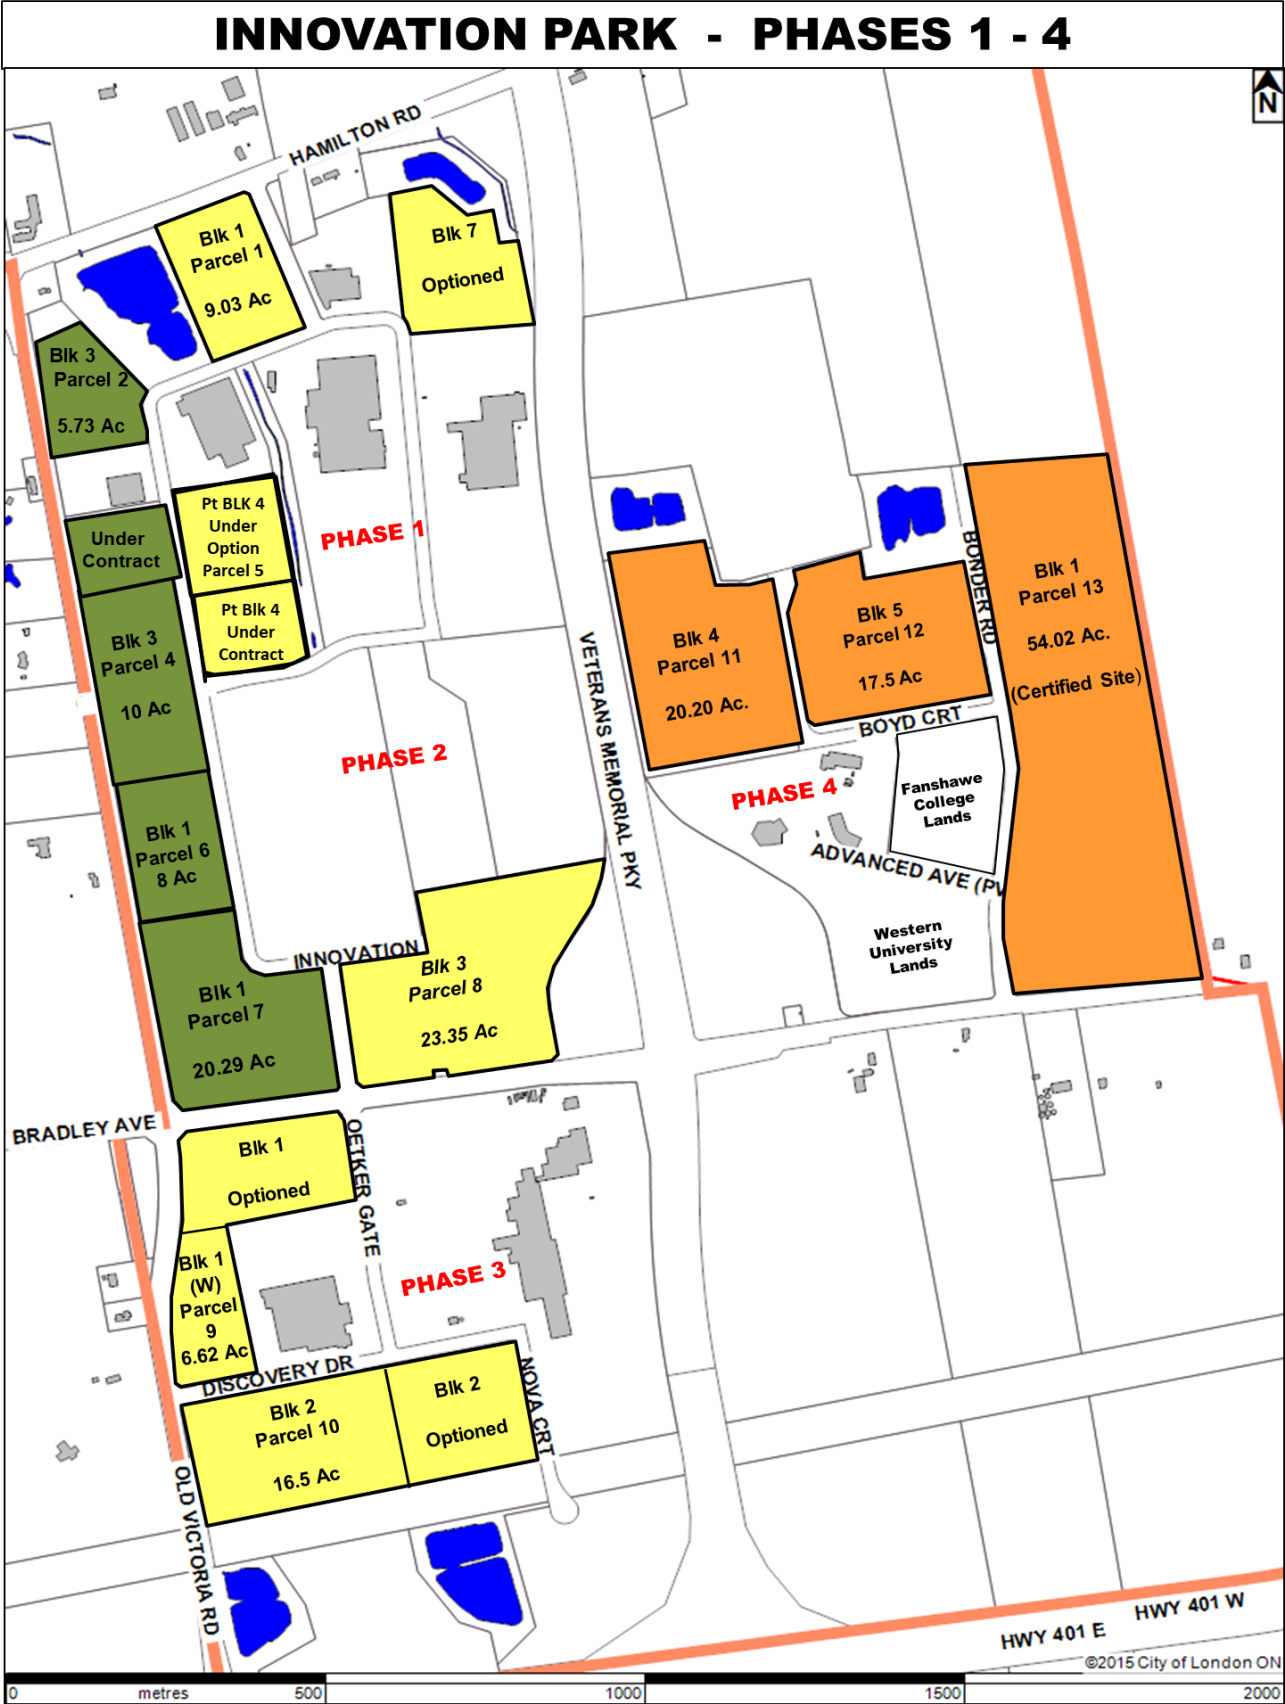 INNOVATION PARK - PHASES 1 - 4
N
HAMILTON RD
Blk 1
Parcel 1
9.03 Ac
Blk 7
Optioned
Blk 3
Parcel 2
5.73 Ac
Pt BLK 4
Under
Option
Parcel 5
PHASE 1
Under
Contract
Pt Blk 4
Under
Contract
Blk 3
Parcel 4
10 Ac
BONDER RD
Blk 1
Parcel 13
54.02 Ac.
(Certified Site)
Blk 4
Parcel 11
20.20 Ac.
Blk 5
Parcel 12
17.5 Ac
VETERANS MEMORIAL PKY
BOYD CRT
PHASE 2
PHASE 4
Fanshawe
College
Lands
Blk 1
Parcel 6
8 Ac
ADVANCED AVE (PV
Western
University
Lands
INNOVATION
Blk 3
Parcel 8
23.35 Ac
Blk 1
Parcel 7
20.29 Ac
BRADLEY AVE
Blk 1
Optioned
OETKER GATE
PHASE 3
Blk 1
(W)
Parcel
9
6.62 Ac
DISCOVERY DR
Blk 2
Parcel 10
16.5 Ac
Blk 2
Optioned
NOVA CRT
OLD VICTORIA RD
HWY 401 W
HWY 401 E
©2015 City of London ON
0 metres 500 1000 1500 2000